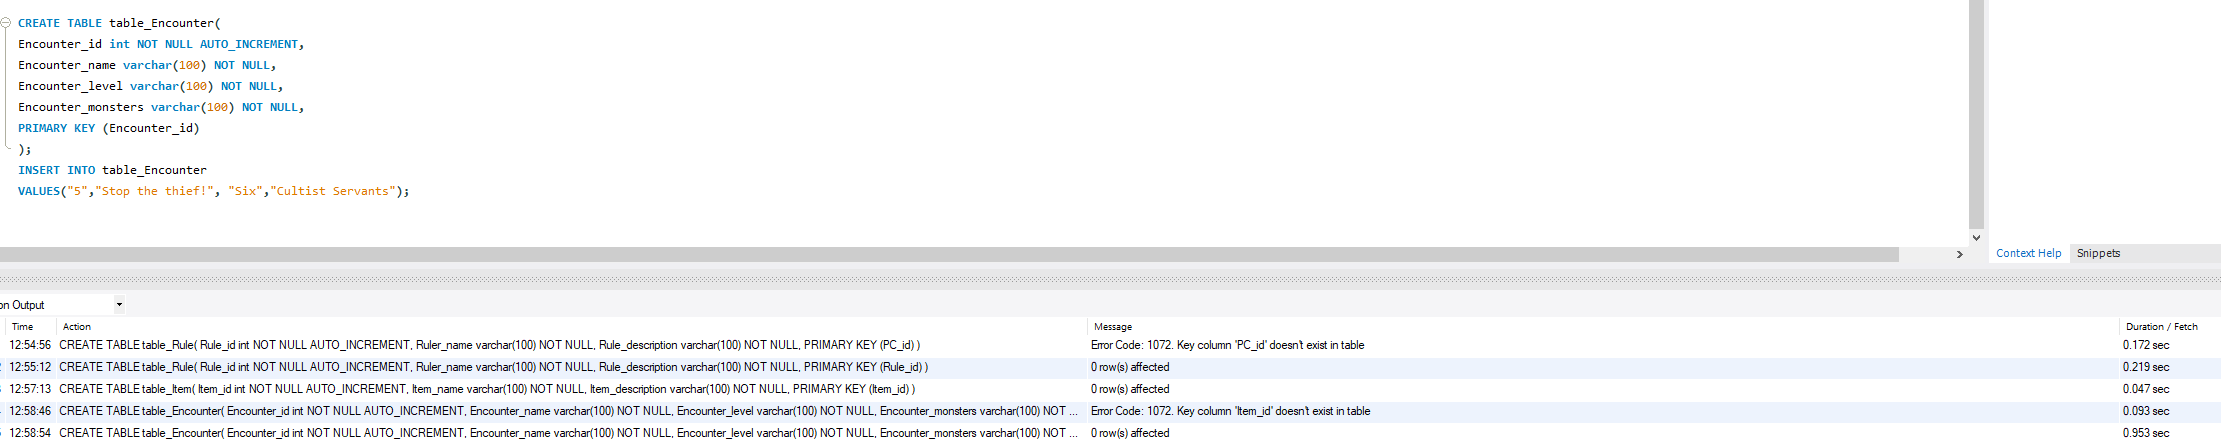 CREATE TABLE table_Encounter(
Encounter_id int NOT NULL AUTO_INCREMENT,
Encounter_name varchar(100) NOT NULL,
Encounter_level varchar(100) NOT NULL,
Encounter_monsters varchar(100) NOT NULL,
PRIMARY KEY (Encounter_id)
);
INSERT INTO table_Encounter
VALUES("5","Stop the thief!", "Six","Cultist Servants");
Context Help Snippets
on Output
Time Action Message Duration / Fetch
12:54:56 CREATE TABLE table_Rule( Rule_id int NOT NULL AUTO_INCREMENT, Ruler_name varchar(100) NOT NULL, Rule_description varchar(100) NOT NULL, PRIMARY KEY (PC_id) ) Error Code: 1072. Key column 'PC_id' doesn't exist in table 0.172 sec
12:55:12 CREATE TABLE table_Rule( Rule_id int NOT NULL AUTO_INCREMENT, Ruler_name varchar(100) NOT NULL, Rule_description varchar(100) NOT NULL, PRIMARY KEY (Rule_id) ) 0 row(s) affected 0.219 sec
12:57:13 CREATE TABLE table_Item( Item_id int NOT NULL AUTO_INCREMENT, Item_name varchar(100) NOT NULL, Item_description varchar(100) NOT NULL, PRIMARY KEY (Item_id) ) 0 row(s) affected 0.047 sec
12:58:46 CREATE TABLE table_Encounter( Encounter_id int NOT NULL AUTO_INCREMENT, Encounter_name varchar(100) NOT NULL, Encounter_level varchar(100) NOT NULL, Encounter_monsters varchar(100) NOT ... Error Code: 1072. Key column 'Item_id' doesn't exist in table 0.093 sec
12:58:54 CREATE TABLE table_Encounter( Encounter_id int NOT NULL AUTO_INCREMENT, Encounter_name varchar(100) NOT NULL, Encounter_level varchar(100) NOT NULL, Encounter_monsters varchar(100) NOT ... 0 row(s) affected 0.953 sec